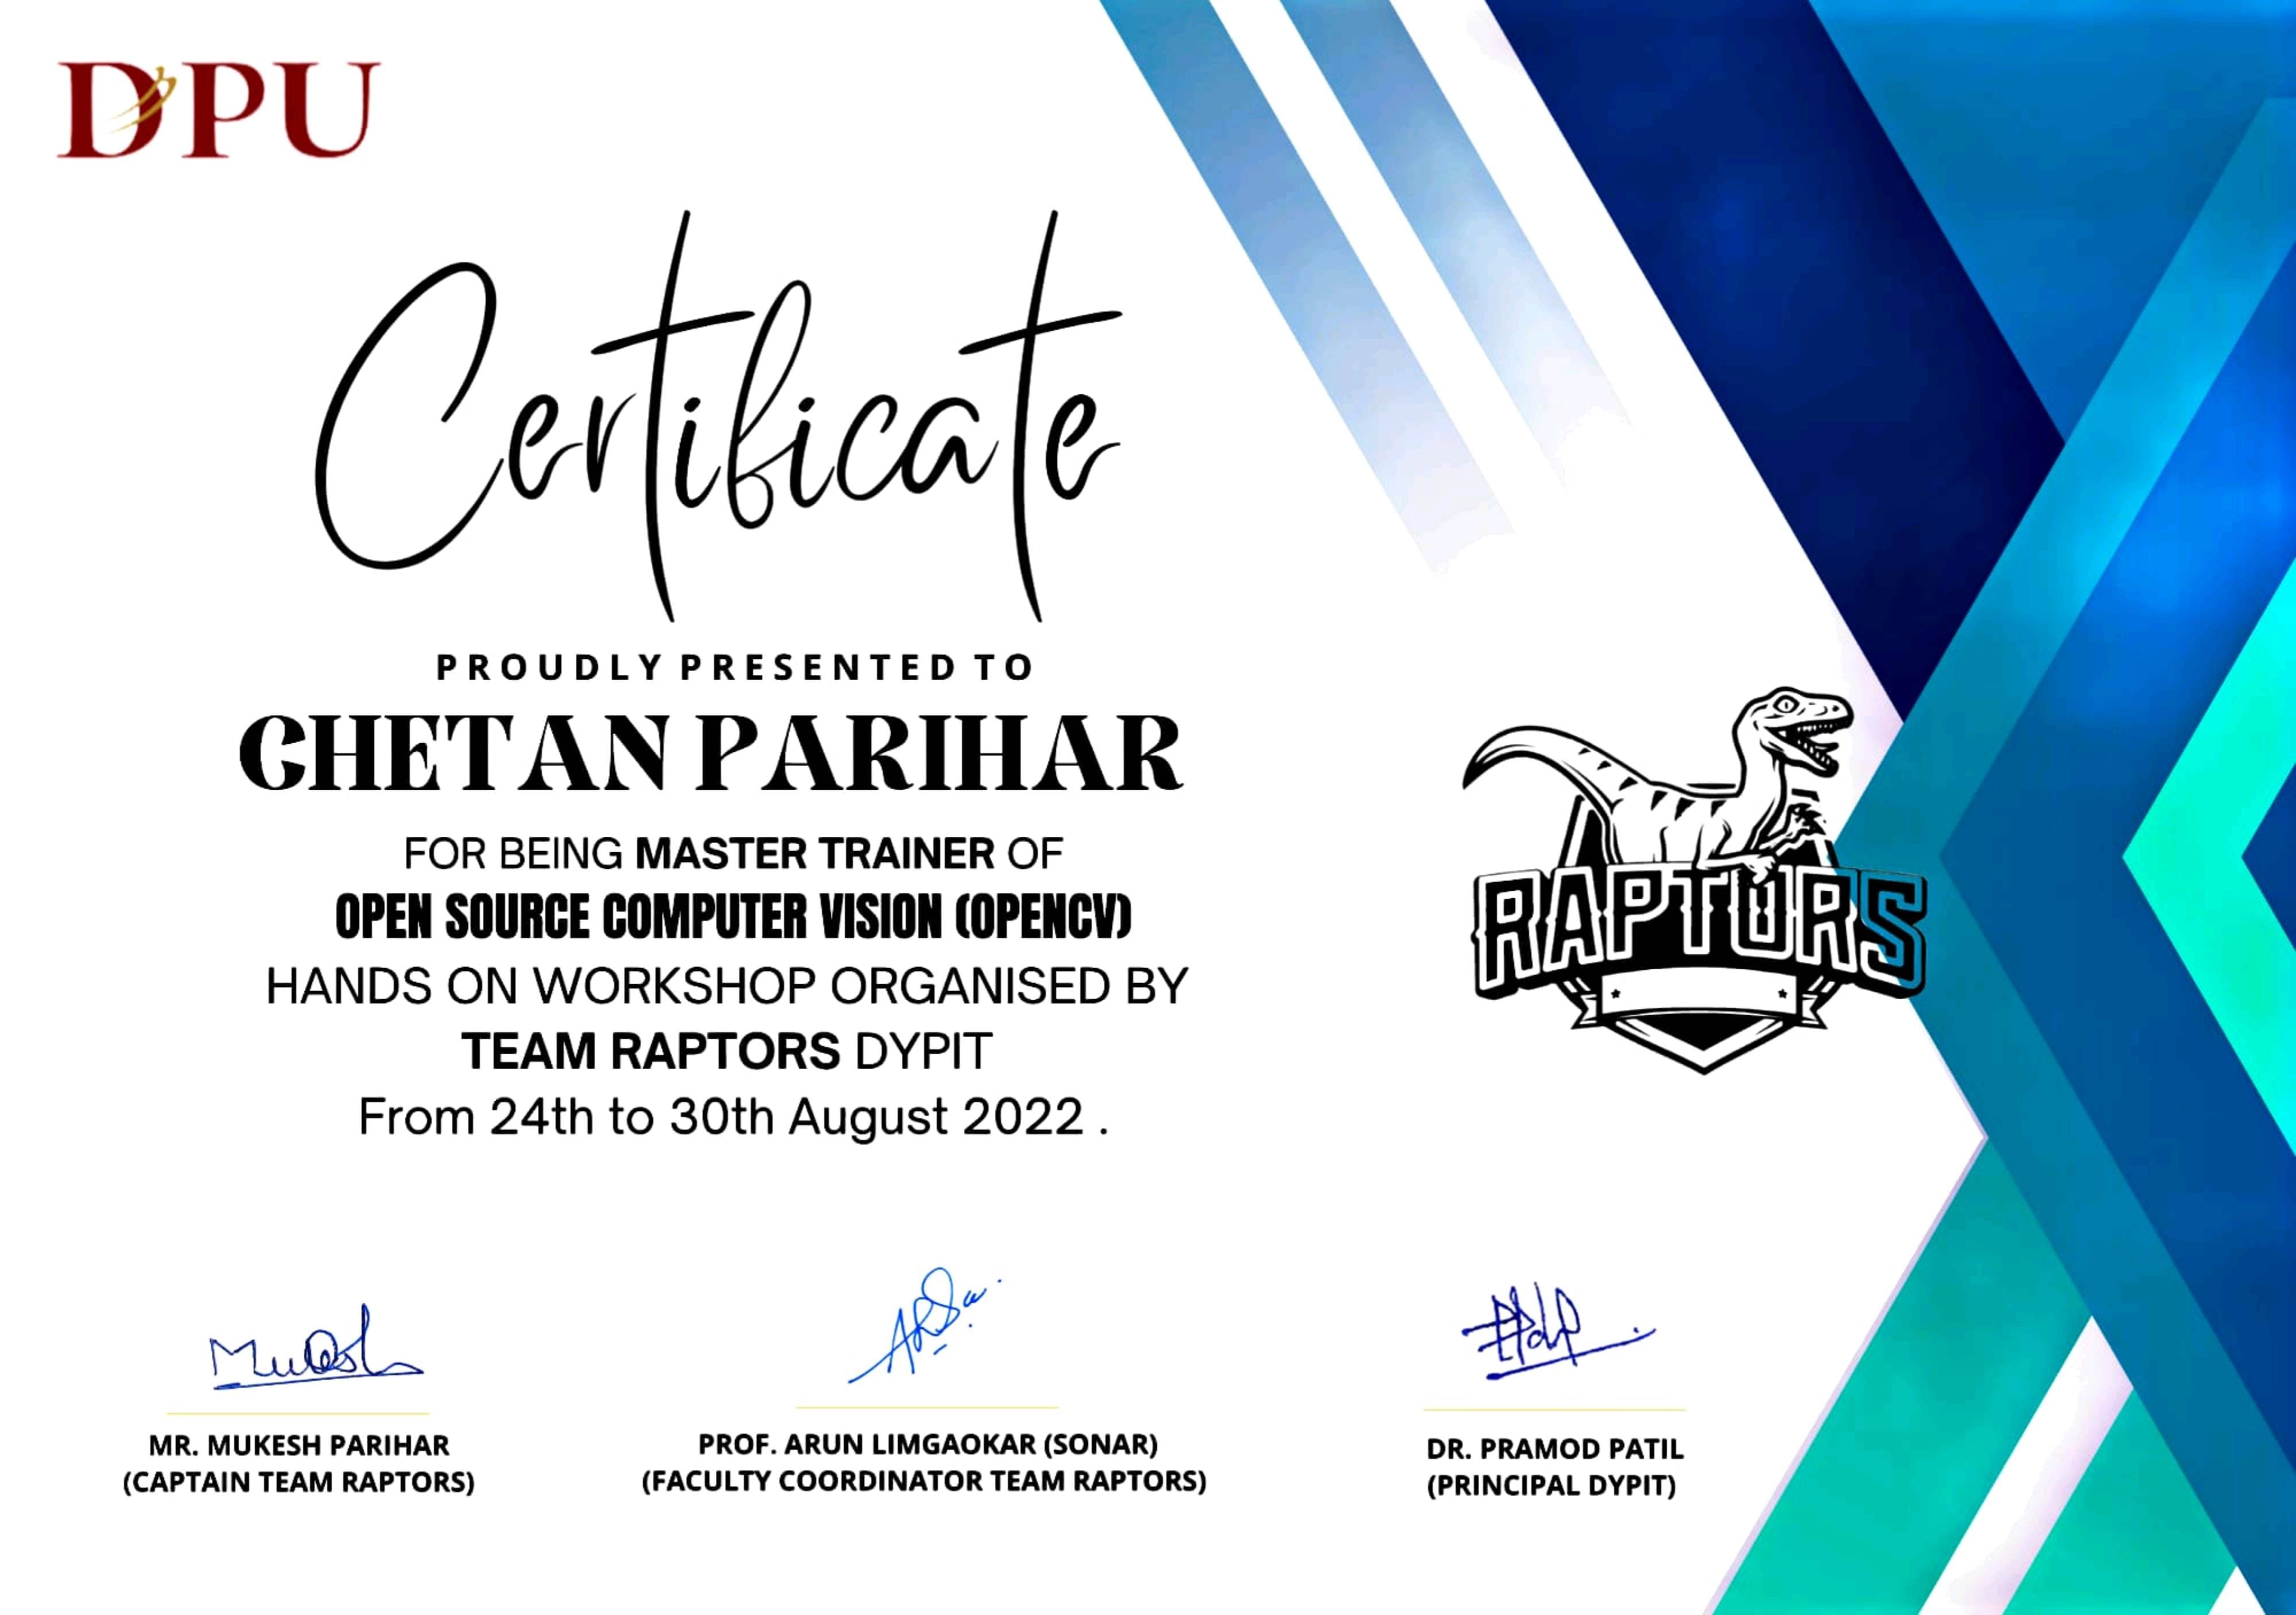 DPU
Certificate
PROUDLY PRESENTED TO
CHETAN PARIHAR
FOR BEING MASTER TRAINER OF
OPEN SOURCE COMPUTER VISION (OPENCV)
HANDS ON WORKSHOP ORGANISED BY
TEAM RAPTORS DYPIT
From 24th to 30th August 2022 .
RAPTORS
Mukesh
MR. MUKESH PARIHAR
(CAPTAIN TEAM RAPTORS)
PROF. ARUN LIMGAOKAR (SONAR)
(FACULTY COORDINATOR TEAM RAPTORS)
DR. PRAMOD PATIL
(PRINCIPAL DYPIT)